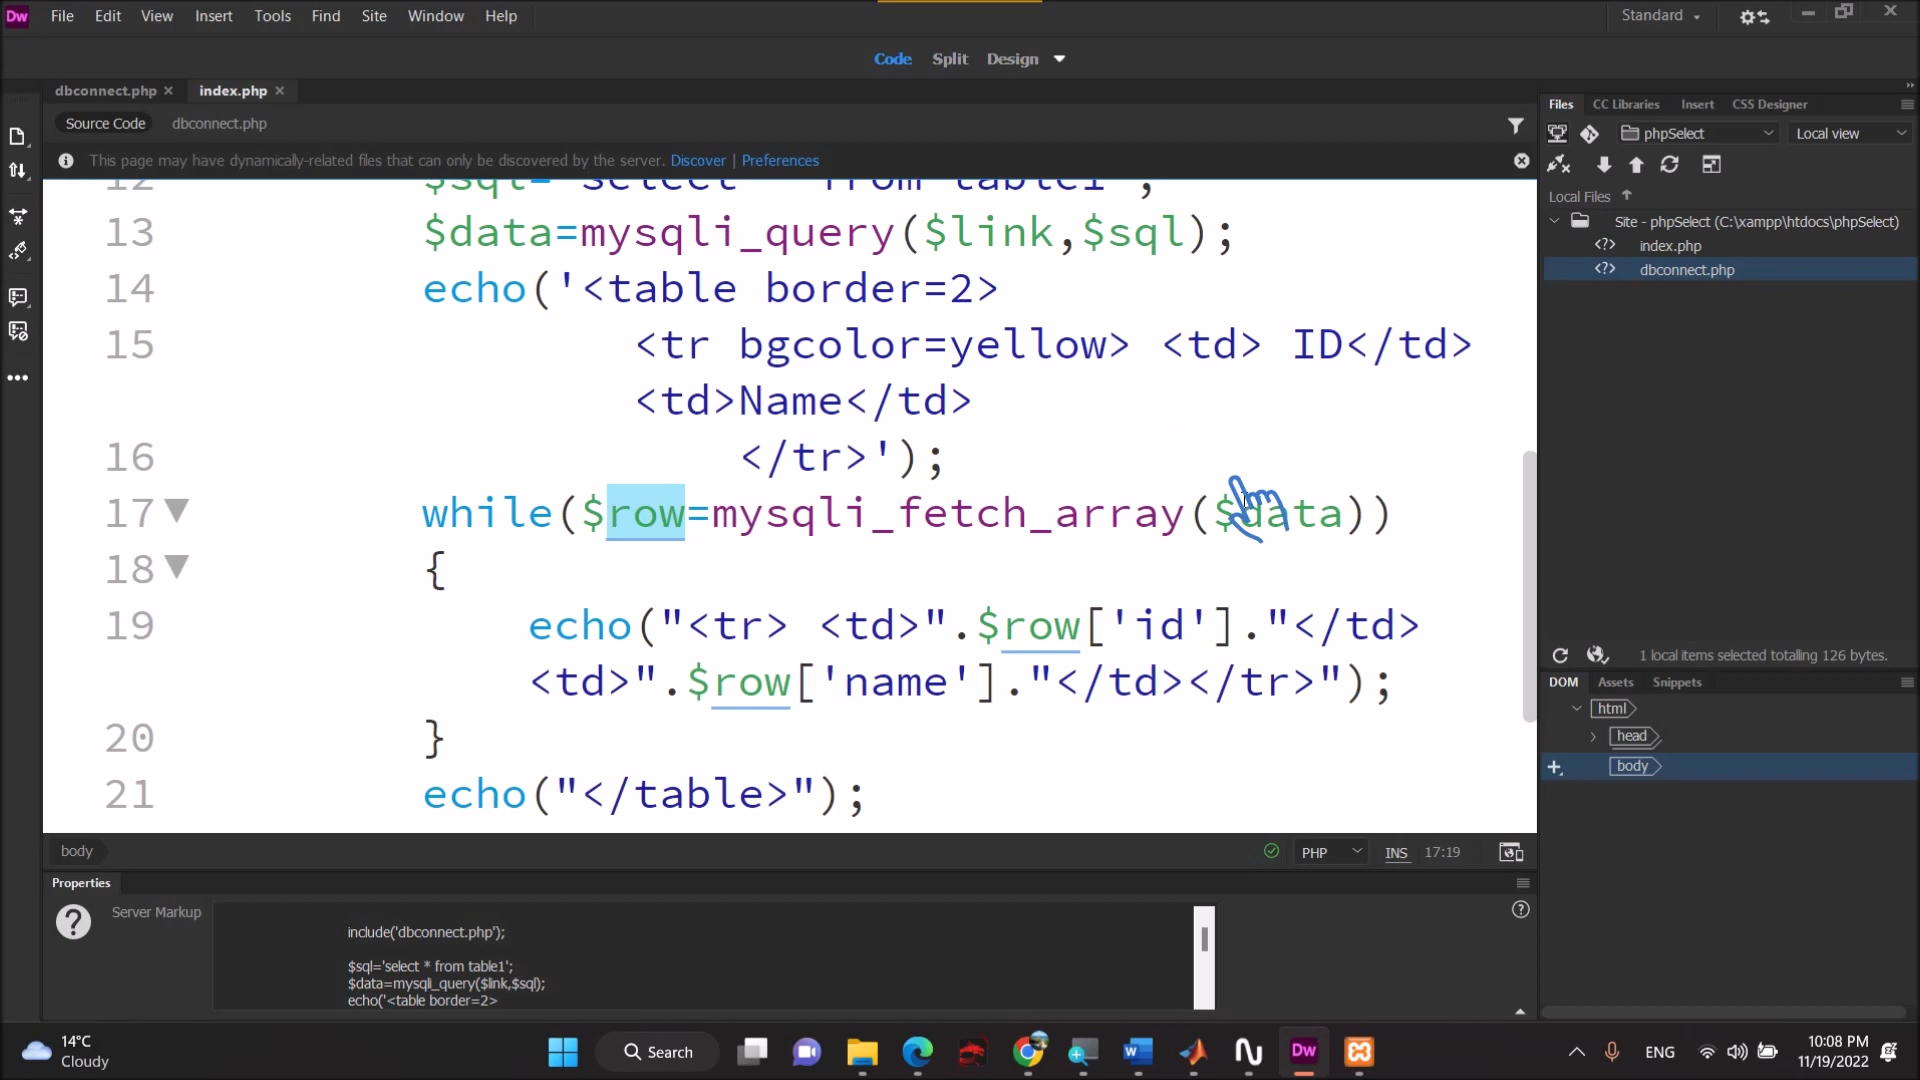 Dw File Edit View Insert Tools Find Site Window Help Standard
Code Split Design
dbconnect.php index.php
Source Code dbconnect.php
This page may have dynamically-related files that can only be discovered by the server. Discover | Preferences
12 $sql='select * from table1';
13 $data=mysqli_query($link,$sql);
14 echo('<table border=2>
15 <tr bgcolor=yellow> <td> ID</td>
<td>Name</td>
16 </tr>');
17 while($row=mysqli_fetch_array($data))
18 {
19 echo("<tr> <td>".$row['id']."</td>
<td>".$row['name']."</td></tr>");
20 }
21 echo("</table>");
body PHP INS 17:19
Properties
Server Markup
include('dbconnect.php');
$sql='select * from table1';
$data=mysqli_query($link,$sql);
echo('<table border=2>
Files CC Libraries Insert CSS Designer
phpSelect Local view
Local Files
Site - phpSelect (C:\xampp\htdocs\phpSelect)
index.php
dbconnect.php
1 local items selected totalling 126 bytes.
DOM Assets Snippets
html
head
body
14°C
Cloudy
Search
Dw
ENG
10:08 PM
11/19/2022